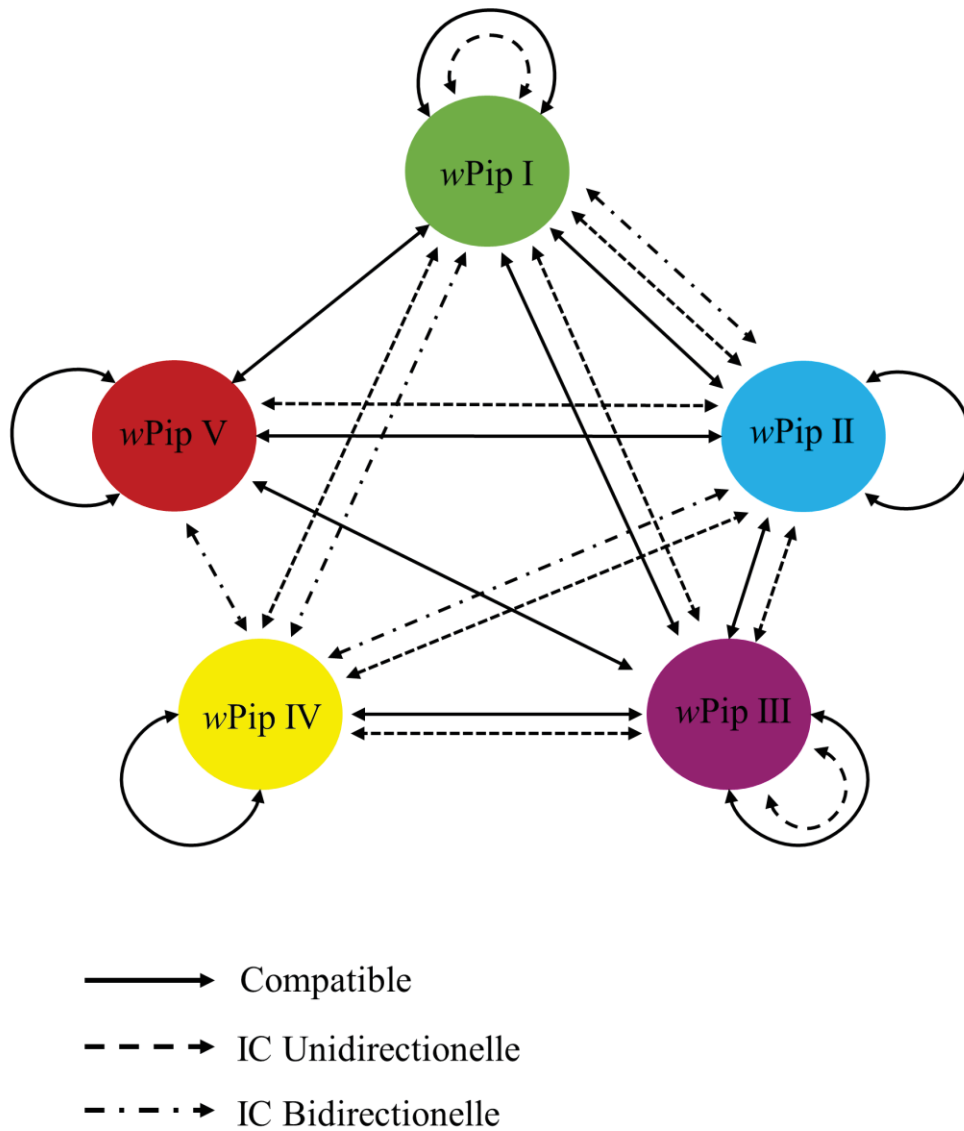 wPip I
wPip V
wPip II
wPip IV
wPip III
Compatible
IC Unidirectionelle
IC Bidirectionelle